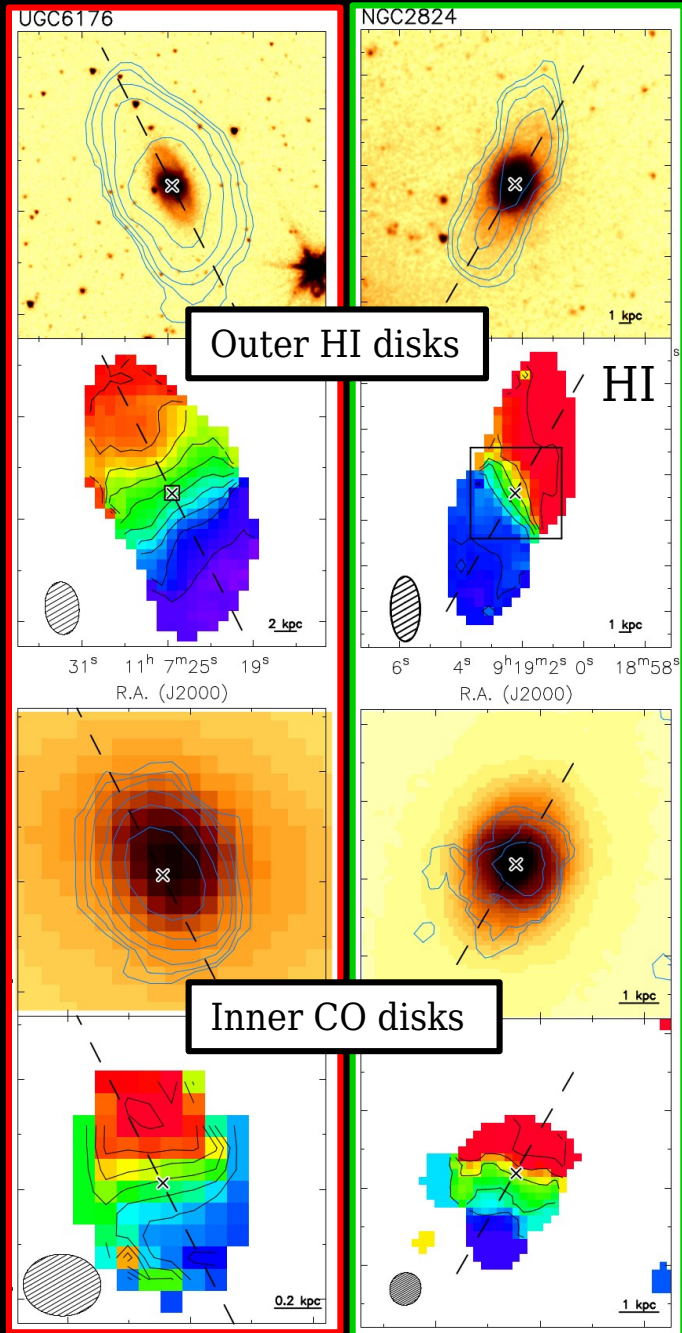 UGC6176
NGC2824
1 kpc
Outer HI disks
HI
s
2 kpc
1 kpc
31ˢ 11ʰ 7ᵐ25ˢ 19ˢ
6ˢ 4ˢ 9ʰ19ᵐ2ˢ 0ˢ 18ᵐ58ˢ
R.A. (J2000)
R.A. (J2000)
1 kpc
Inner CO disks
0.2 kpc
1 kpc